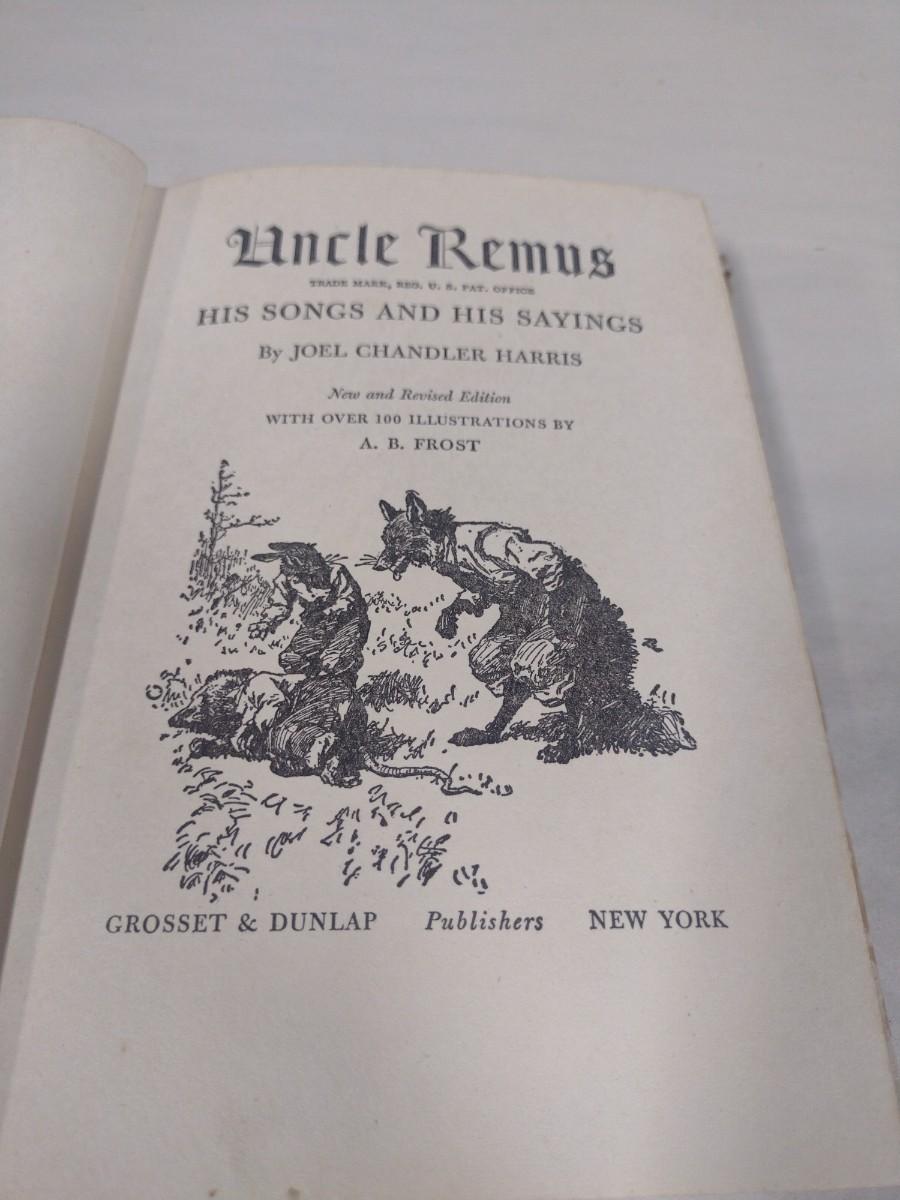 Uncle Remus
TRADE MARK, REG. U. S. PAT. OFFICE
HIS SONGS AND HIS SAYINGS
By JOEL CHANDLER HARRIS
New and Revised Edition
WITH OVER 100 ILLUSTRATIONS BY
A. B. FROST
GROSSET & DUNLAP Publishers NEW YORK